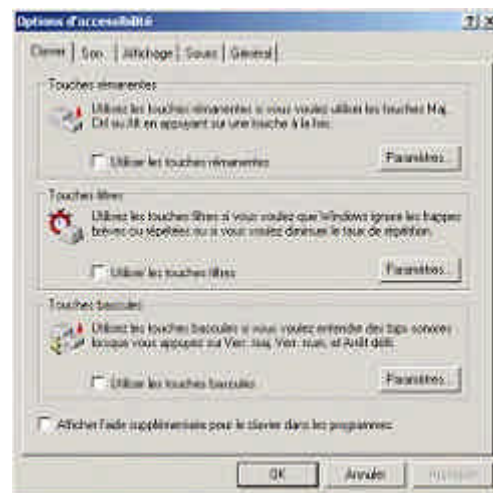 Options d'accessibilité
Clavier Son Affichage Souris Général
Touches rémanentes
Utilisez les touches rémanentes si vous voulez utiliser les touches Maj,
Ctrl ou Alt en appuyant sur une touche à la fois.
Utiliser les touches rémanentes
Paramètres...
Touches filtres
Utilisez les touches filtres si vous voulez que Windows ignore les frappes
brèves ou répétées ou si vous voulez diminuer le taux de répétition.
Utiliser les touches filtres
Paramètres...
Touches bascules
Utilisez les touches bascules si vous voulez entendre des bips sonores
lorsque vous appuyez sur Verr. maj, Verr. num, et Arrêt défil.
Utiliser les touches bascules
Paramètres...
Afficher l'aide supplémentaire pour le clavier dans les programmes
OK Annuler Appliquer